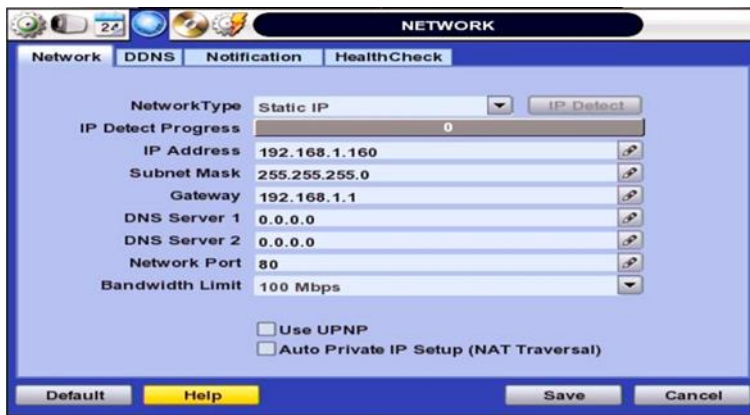 24
NETWORK
Network DDNS Notification HealthCheck
NetworkType Static IP IP Detect
IP Detect Progress 0
IP Address 192.168.1.160
Subnet Mask 255.255.255.0
Gateway 192.168.1.1
DNS Server 1 0.0.0.0
DNS Server 2 0.0.0.0
Network Port 80
Bandwidth Limit 100 Mbps
Use UPNP
Auto Private IP Setup (NAT Traversal)
Default Help Save Cancel